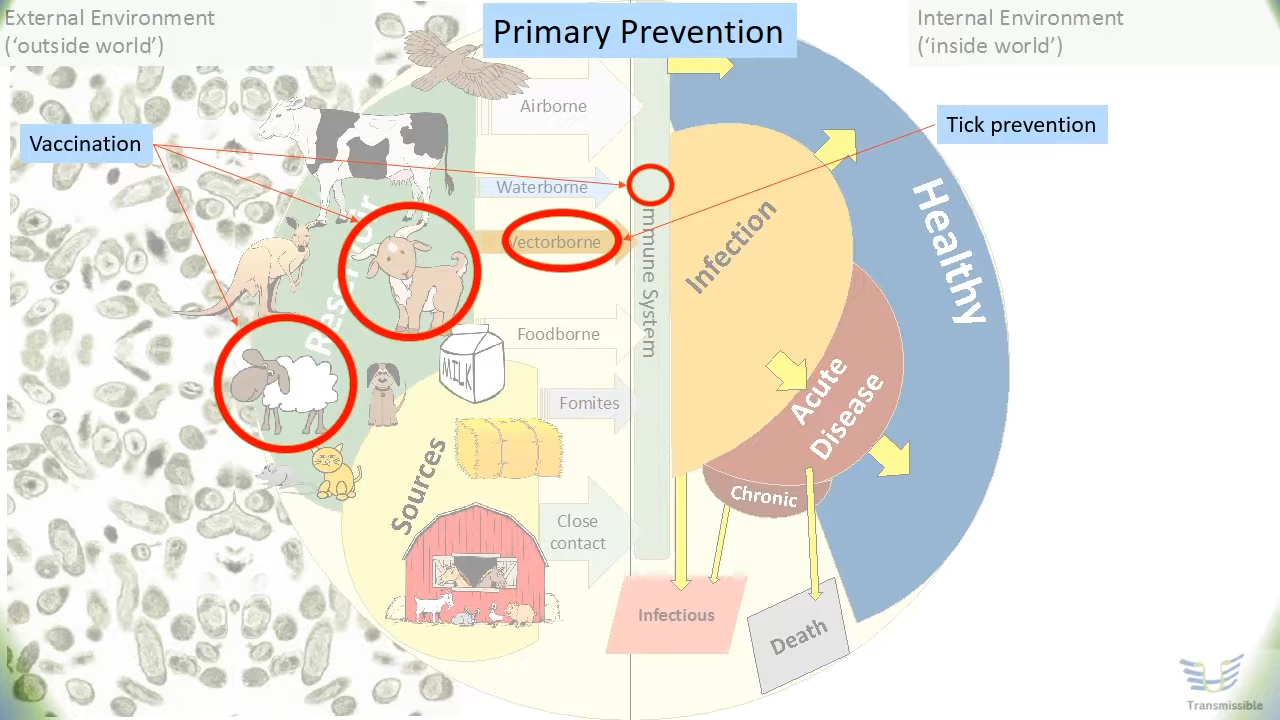 External Environment
(‘outside world’)
Primary Prevention
Internal Environment
(‘inside world’)
Vaccination
Tick prevention
Airborne
Waterborne
Vectorborne
Foodborne
Fomites
Close
contact
Reservoir
Sources
MILK
Immune System
Infection
Healthy
Acute
Disease
Chronic
Infectious
Death
Transmissible